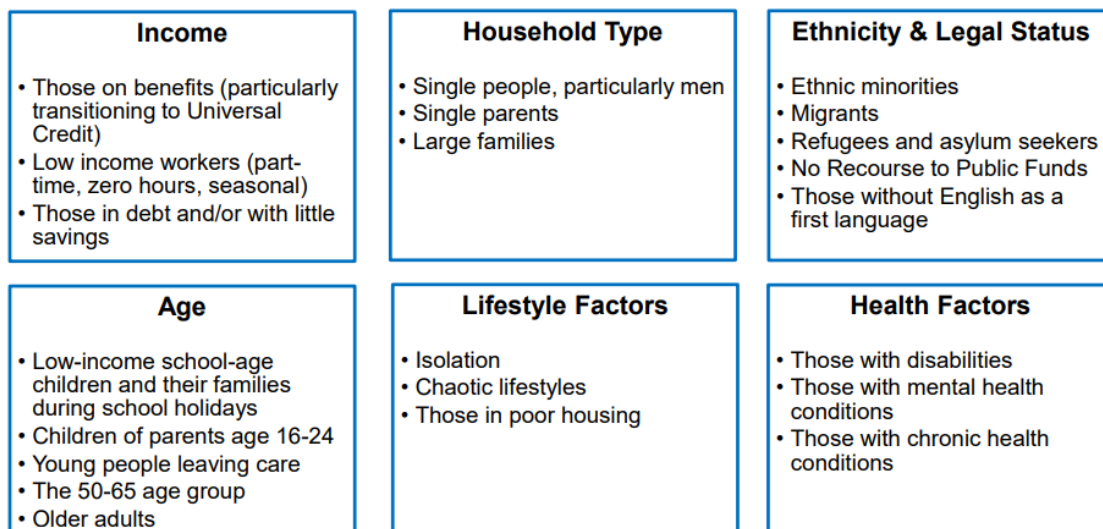 Income
• Those on benefits (particularly
transitioning to Universal
Credit)
• Low income workers (part-
time, zero hours, seasonal)
• Those in debt and/or with little
savings
Household Type
• Single people, particularly men
• Single parents
• Large families
Ethnicity & Legal Status
• Ethnic minorities
• Migrants
• Refugees and asylum seekers
• No Recourse to Public Funds
• Those without English as a
first language
Age
• Low-income school-age
children and their families
during school holidays
• Children of parents age 16-24
• Young people leaving care
• The 50-65 age group
• Older adults
Lifestyle Factors
• Isolation
• Chaotic lifestyles
• Those in poor housing
Health Factors
• Those with disabilities
• Those with mental health
conditions
• Those with chronic health
conditions